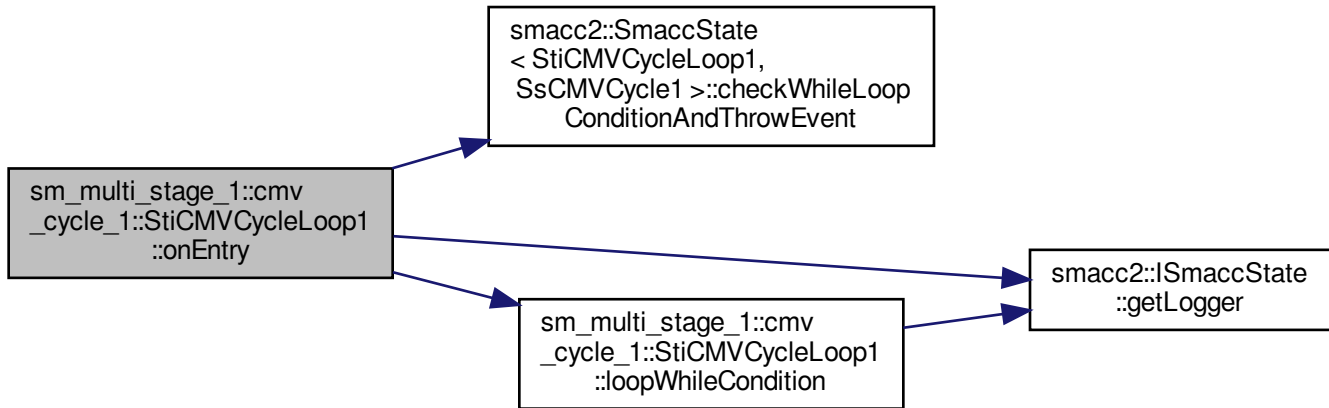 smacc2::SmaccState
< StiCMVCycleLoop1,
SsCMVCycle1 >::checkWhileLoop
ConditionAndThrowEvent
sm_multi_stage_1::cmv
_cycle_1::StiCMVCycleLoop1
::onEntry
smacc2::ISmaccState
::getLogger
sm_multi_stage_1::cmv
_cycle_1::StiCMVCycleLoop1
::loopWhileCondition